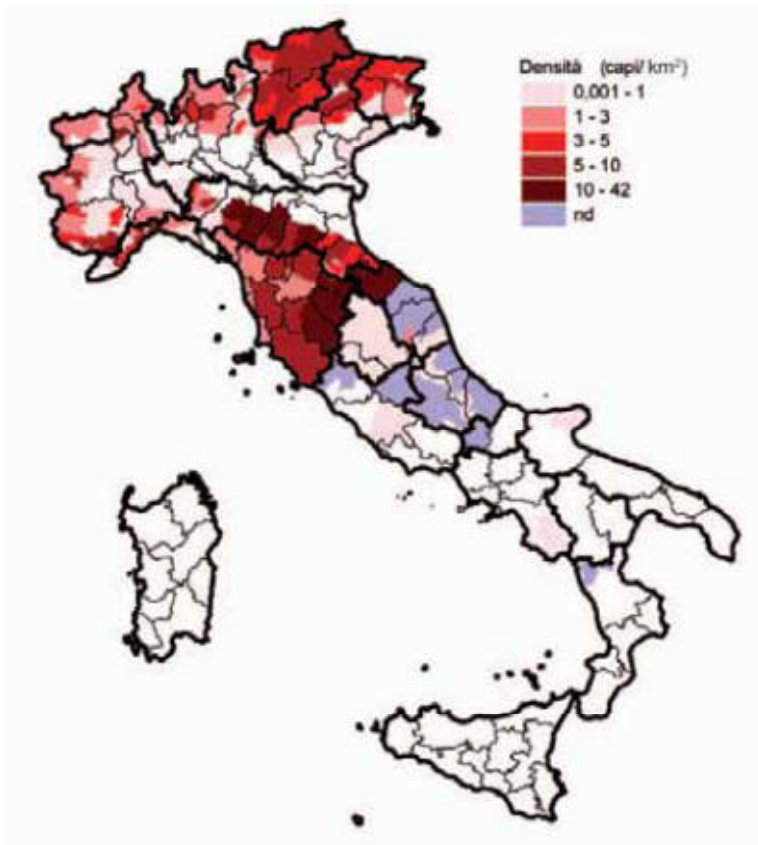 Densità (capi/ km²)
0,001 - 1
1 - 3
3 - 5
5 - 10
10 - 42
nd